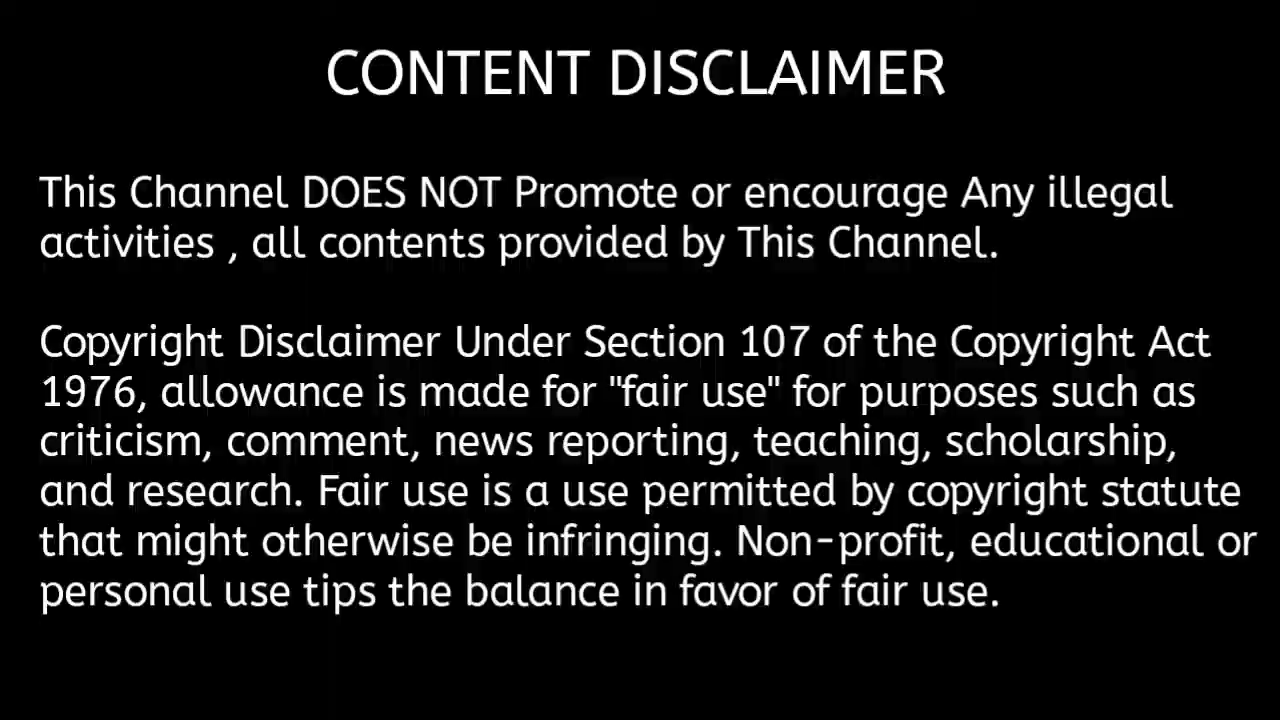 CONTENT DISCLAIMER
This Channel DOES NOT Promote or encourage Any illegal
activities , all contents provided by This Channel.
Copyright Disclaimer Under Section 107 of the Copyright Act
1976, allowance is made for "fair use" for purposes such as
criticism, comment, news reporting, teaching, scholarship,
and research. Fair use is a use permitted by copyright statute
that might otherwise be infringing. Non-profit, educational or
personal use tips the balance in favor of fair use.